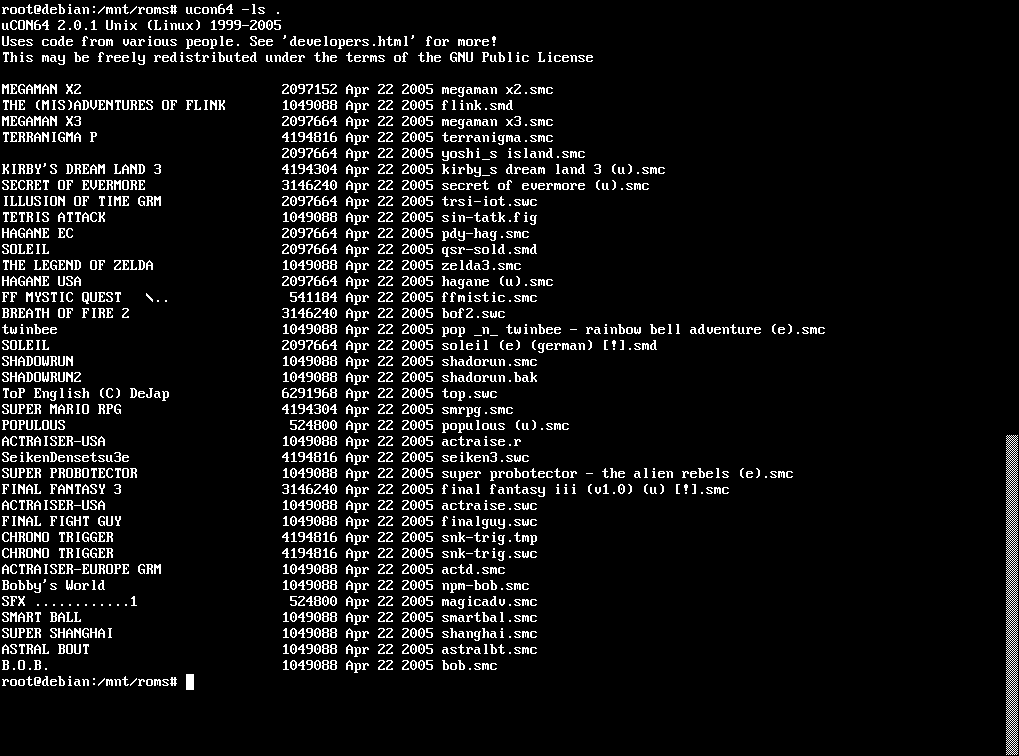 root@debian:/mnt/roms# ucon64 -ls .
uCON64 2.0.1 Unix (Linux) 1999-2005
Uses code from various people. See 'developers.html' for more!
This may be freely redistributed under the terms of the GNU Public License
MEGAMAN X2                         2097152 Apr 22 2005 megaman x2.smc
THE (MIS)ADVENTURES OF FLINK       1049088 Apr 22 2005 flink.smd
MEGAMAN X3                         2097664 Apr 22 2005 megaman x3.smc
TERRANIGMA P                       4194816 Apr 22 2005 terranigma.smc
                                   2097664 Apr 22 2005 yoshi_s island.smc
KIRBY'S DREAM LAND 3               4194304 Apr 22 2005 kirby_s dream land 3 (u).smc
SECRET OF EVERMORE                 3146240 Apr 22 2005 secret of evermore (u).smc
ILLUSION OF TIME GRM               2097664 Apr 22 2005 trsi-iot.swc
TETRIS ATTACK                      1049088 Apr 22 2005 sin-tatk.fig
HAGANE EC                          2097664 Apr 22 2005 pdy-hag.smc
SOLEIL                             2097664 Apr 22 2005 qsr-sold.smd
THE LEGEND OF ZELDA                1049088 Apr 22 2005 zelda3.smc
HAGANE USA                         2097664 Apr 22 2005 hagane (u).smc
FF MYSTIC QUEST   \..               541184 Apr 22 2005 ffmistic.smc
BREATH OF FIRE 2                   3146240 Apr 22 2005 bof2.swc
twinbee                            1049088 Apr 22 2005 pop _n_ twinbee - rainbow bell adventure (e).smc
SOLEIL                             2097664 Apr 22 2005 soleil (e) (german) [!].smd
SHADOWRUN                          1049088 Apr 22 2005 shadorun.smc
SHADOWRUN2                         1049088 Apr 22 2005 shadorun.bak
ToP English (C) DeJap              6291968 Apr 22 2005 top.swc
SUPER MARIO RPG                    4194304 Apr 22 2005 smrpg.smc
POPULOUS                            524800 Apr 22 2005 populous (u).smc
ACTRAISER-USA                      1049088 Apr 22 2005 actraise.r
SeikenDensetsu3e                   4194816 Apr 22 2005 seiken3.swc
SUPER PROBOTECTOR                  1049088 Apr 22 2005 super probotector - the alien rebels (e).smc
FINAL FANTASY 3                    3146240 Apr 22 2005 final fantasy iii (v1.0) (u) [!].smc
ACTRAISER-USA                      1049088 Apr 22 2005 actraise.swc
FINAL FIGHT GUY                    1049088 Apr 22 2005 finalguy.swc
CHRONO TRIGGER                     4194816 Apr 22 2005 snk-trig.tmp
CHRONO TRIGGER                     4194816 Apr 22 2005 snk-trig.swc
ACTRAISER-EUROPE GRM               1049088 Apr 22 2005 actd.smc
Bobby's World                      1049088 Apr 22 2005 npm-bob.smc
SFX ............1                   524800 Apr 22 2005 magicadv.smc
SMART BALL                         1049088 Apr 22 2005 smartbal.smc
SUPER SHANGHAI                     1049088 Apr 22 2005 shanghai.smc
ASTRAL BOUT                        1049088 Apr 22 2005 astralbt.smc
B.O.B.                             1049088 Apr 22 2005 bob.smc
root@debian:/mnt/roms#